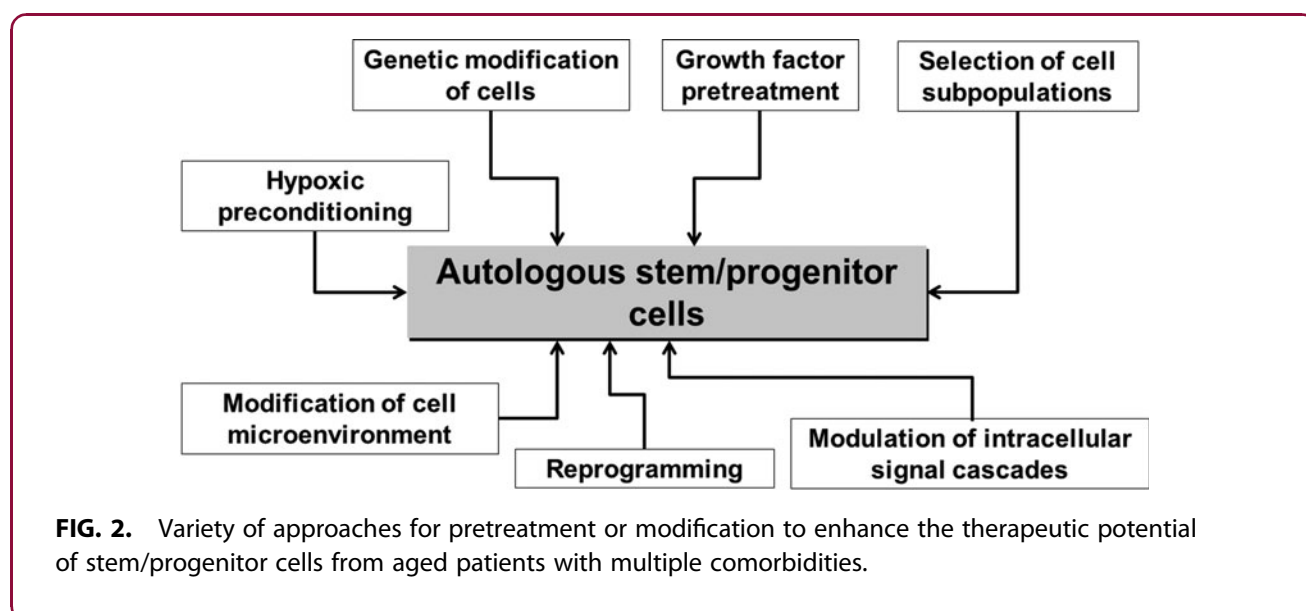 Genetic modification
of cells
Growth factor
pretreatment
Selection of cell
subpopulations
Hypoxic
preconditioning
Autologous stem/progenitor
cells
Modification of cell
microenvironment
Reprogramming
Modulation of intracellular
signal cascades
FIG. 2. Variety of approaches for pretreatment or modification to enhance the therapeutic potential
of stem/progenitor cells from aged patients with multiple comorbidities.